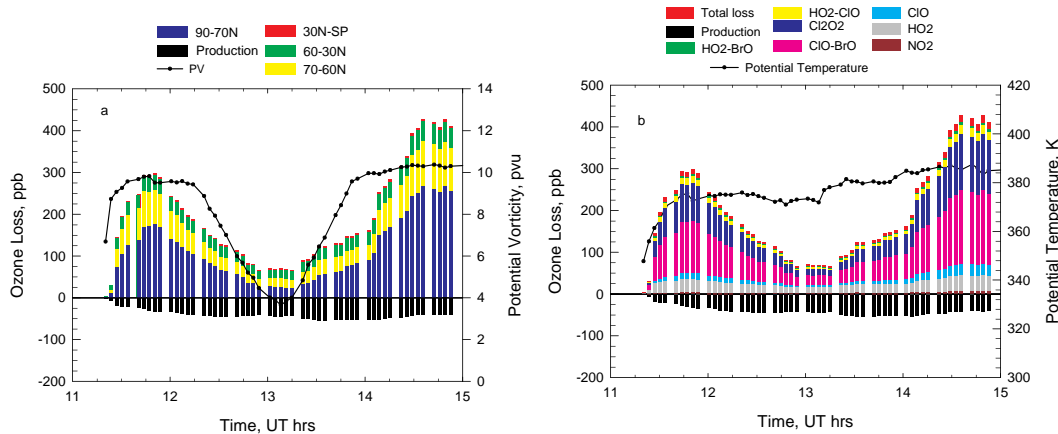 90-70N
30N-SP
Production
60-30N
PV
70-60N
a
500
400
300
200
100
0
-100
-200
Ozone Loss, ppb
14
12
10
8
6
4
2
0
Potential Vorticity, pvu
11
12
13
14
15
Time, UT hrs
Total loss
HO2-ClO
ClO
Production
Cl2O2
HO2
HO2-BrO
ClO-BrO
NO2
Potential Temperature
b
500
400
300
200
100
0
-100
-200
Ozone Loss, ppb
420
400
380
360
340
320
300
Potential Temperature, K
11
12
13
14
15
Time, UT hrs